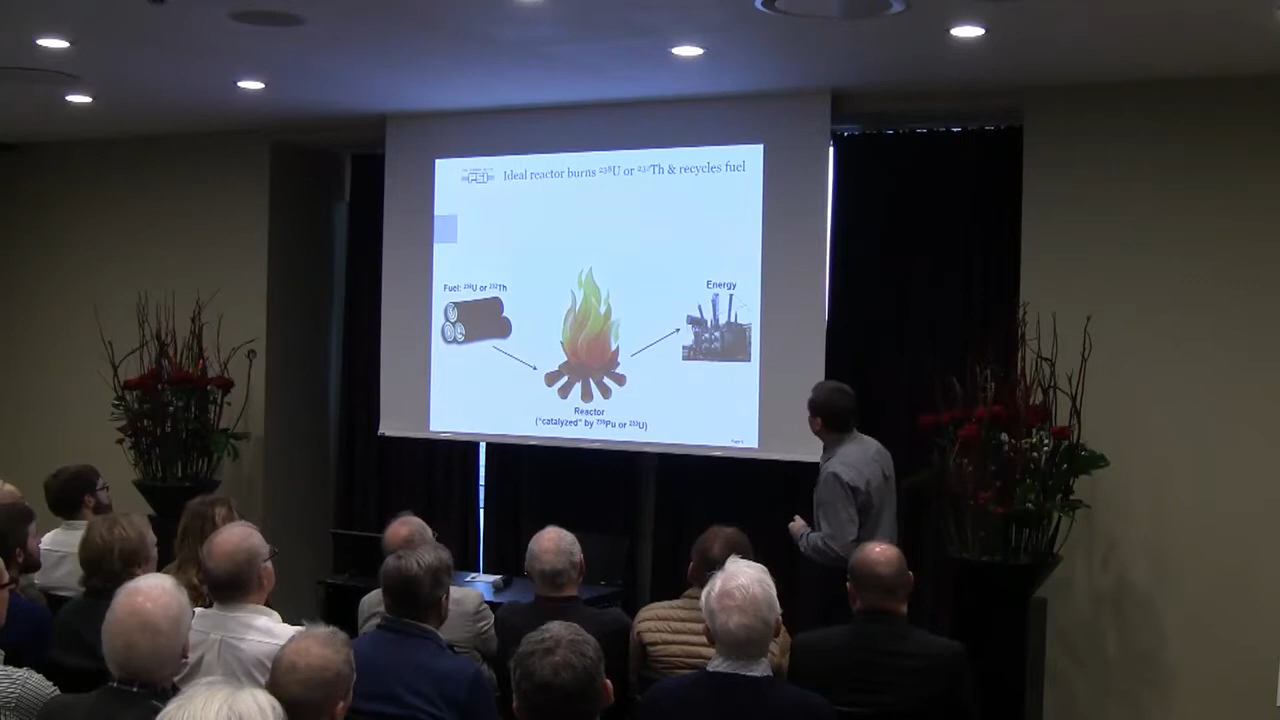 PSI
Ideal reactor burns ²³⁸U or ²³²Th & recycles fuel
Fuel: ²³⁸U or ²³²Th
Energy
Reactor
("catalyzed" by ²³⁹Pu or ²³³U)